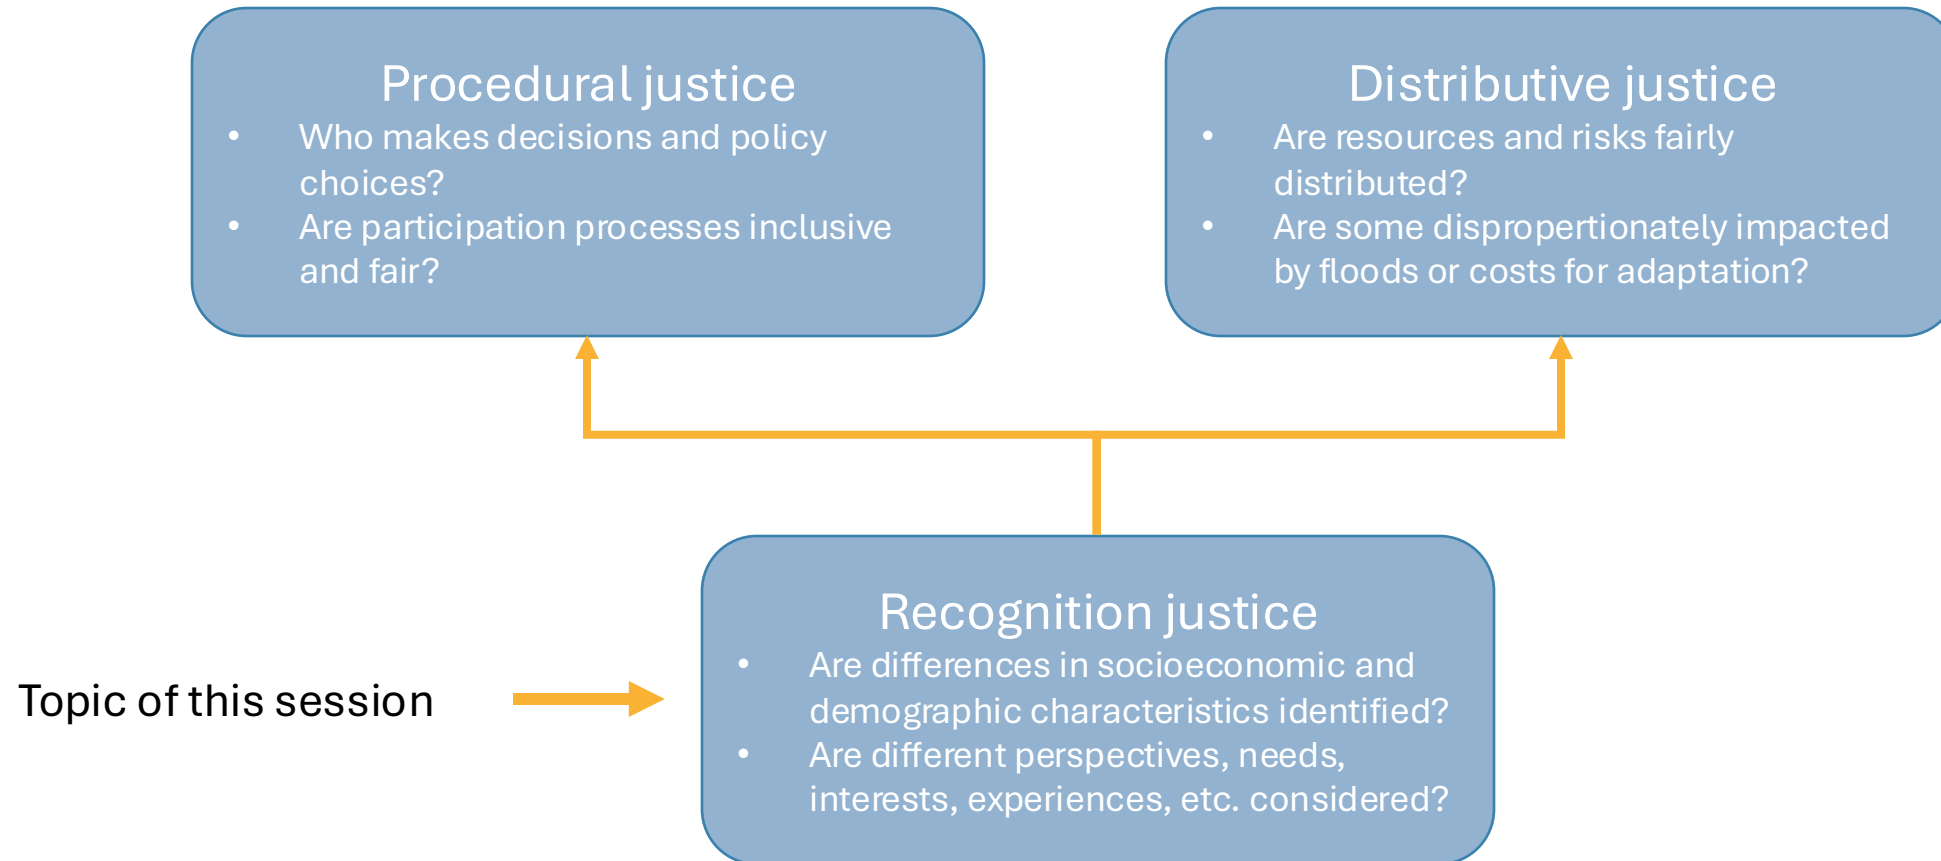 Procedural justice
• Who makes decisions and policy
choices?
• Are participation processes inclusive
and fair?
Distributive justice
• Are resources and risks fairly
distributed?
• Are some dispropertionately impacted
by floods or costs for adaptation?
Topic of this session
Recognition justice
• Are differences in socioeconomic and
demographic characteristics identified?
• Are different perspectives, needs,
interests, experiences, etc. considered?